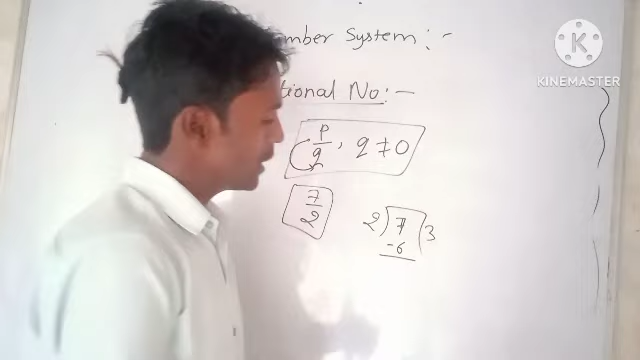 mber System:-
tional No:-
p/q, q≠0
7/2
2)7(3
-6
K
KINEMASTER